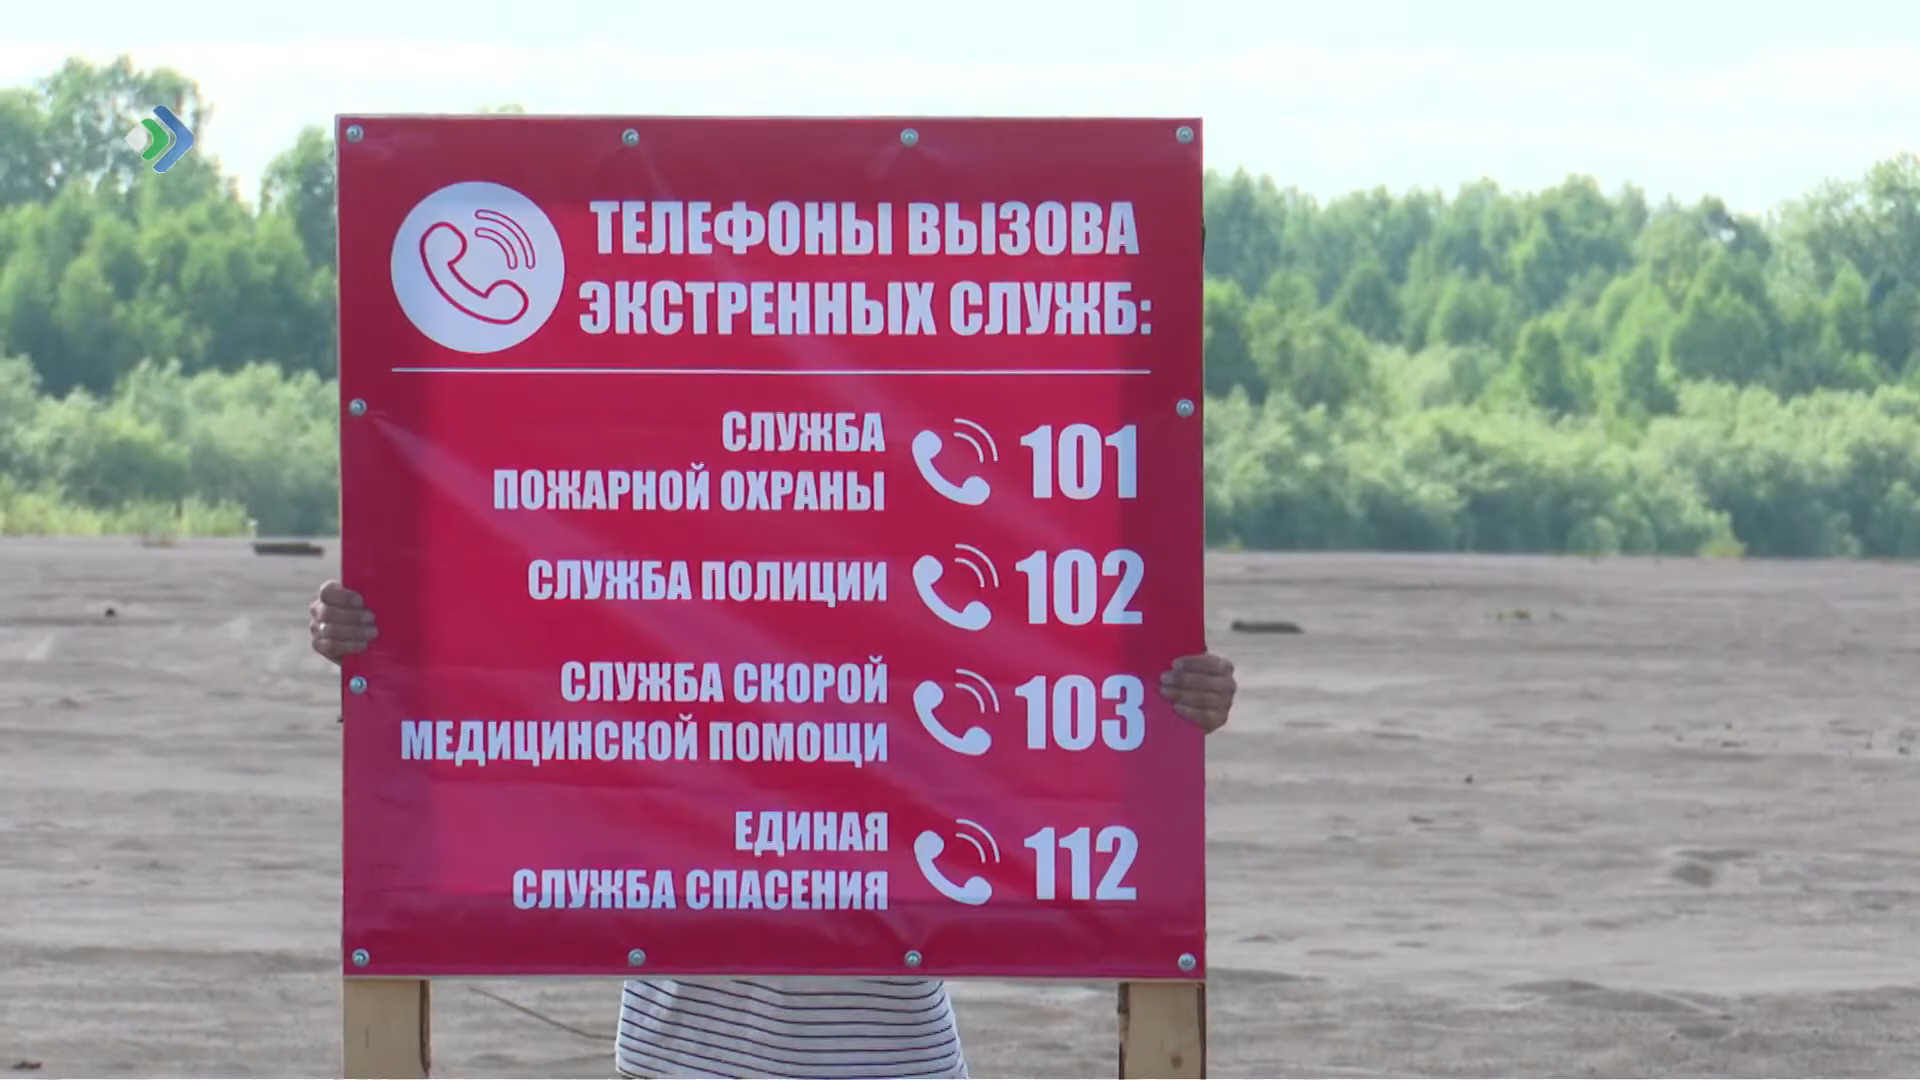 ТЕЛЕФОНЫ ВЫЗОВА
ЭКСТРЕННЫХ СЛУЖБ:
СЛУЖБА
ПОЖАРНОЙ ОХРАНЫ 101
СЛУЖБА ПОЛИЦИИ 102
СЛУЖБА СКОРОЙ
МЕДИЦИНСКОЙ ПОМОЩИ 103
ЕДИНАЯ
СЛУЖБА СПАСЕНИЯ 112